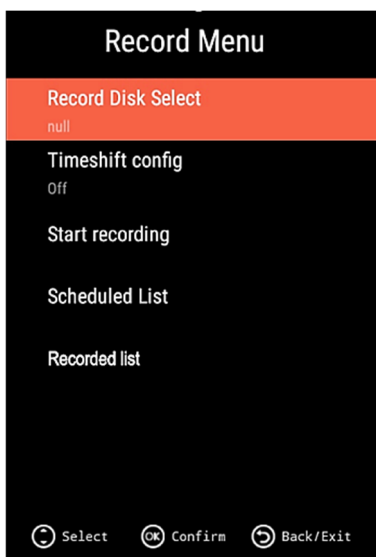 Record Menu
Record Disk Select
null
Timeshift config
Off
Start recording
Scheduled List
Recorded list
Select OK Confirm Back/Exit